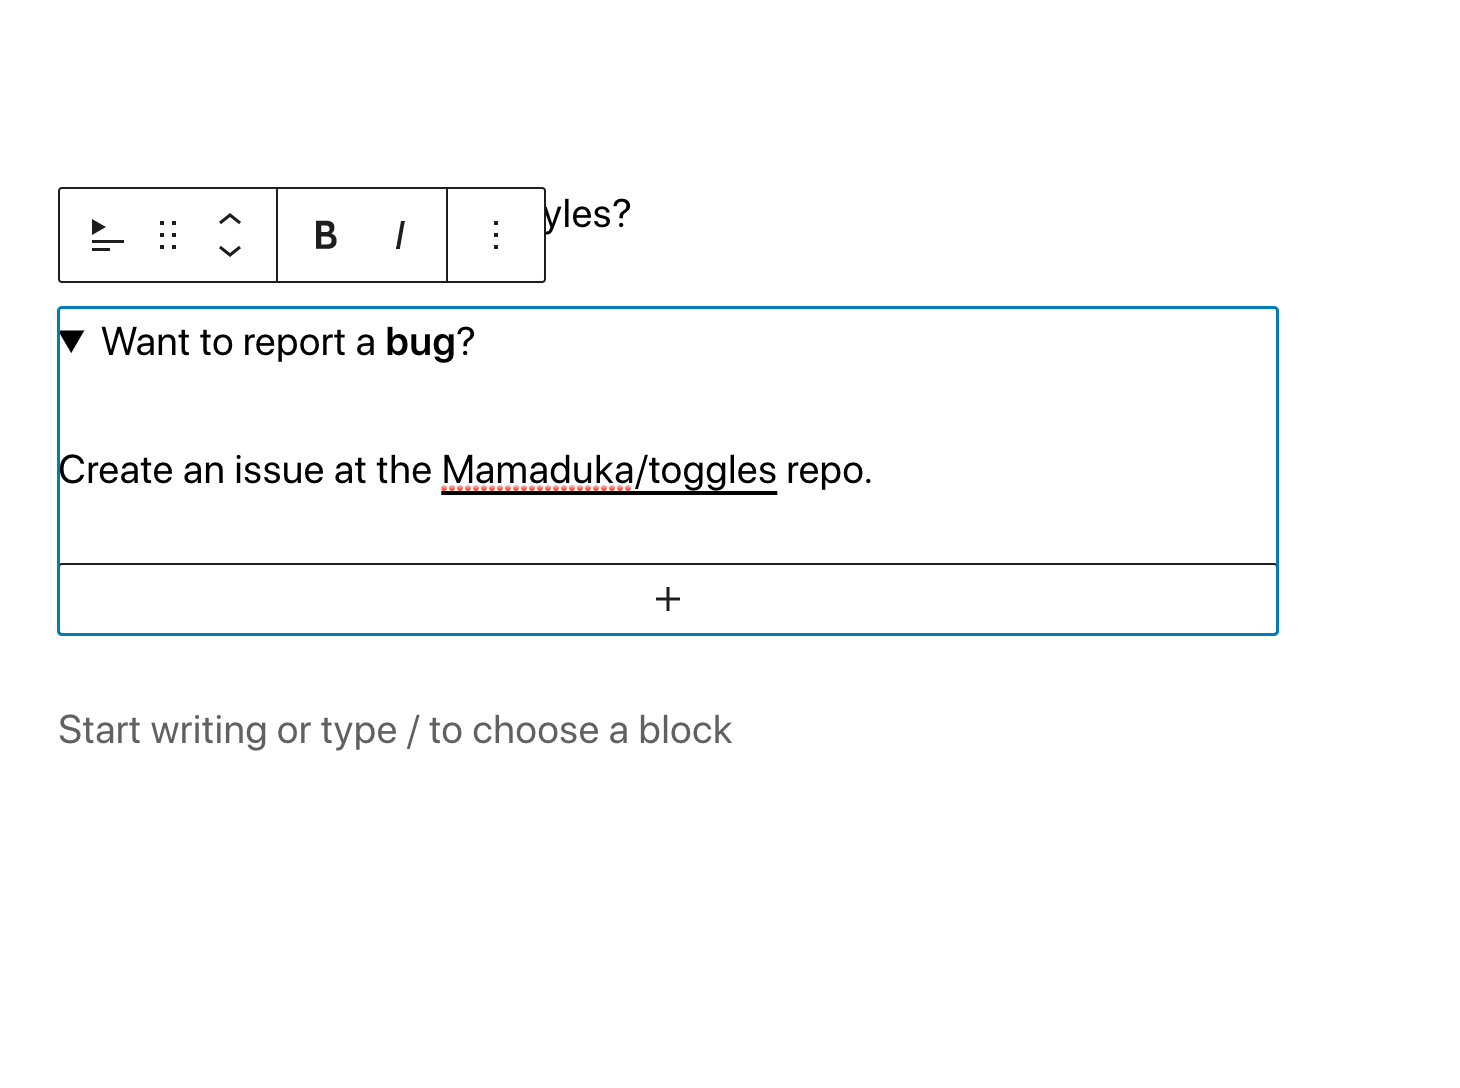 B I
yles?
Want to report a bug?
Create an issue at the Mamaduka/toggles repo.
+
Start writing or type / to choose a block